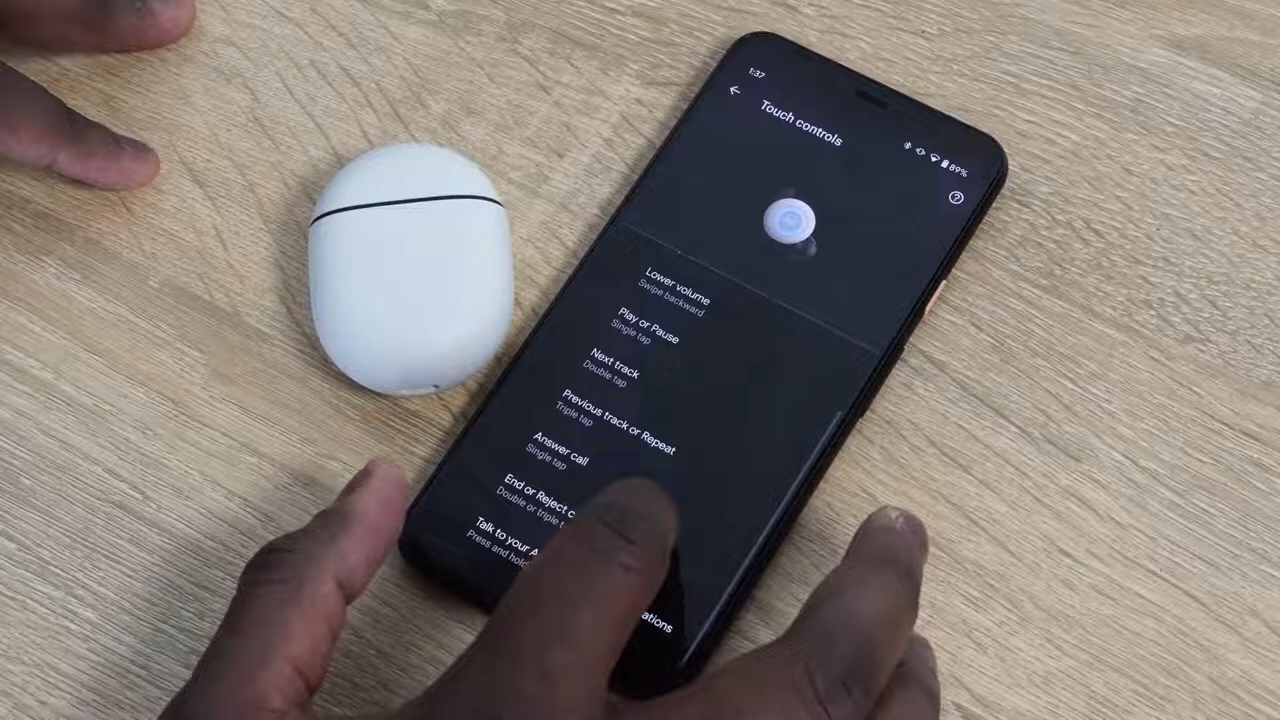 1:37
89%
Touch controls
Lower volume
Swipe backward
Play or Pause
Single tap
Next track
Double tap
Previous track or Repeat
Triple tap
Answer call
Single tap
End or Reject c
Double or triple t
Talk to your A
Press and hold
ations